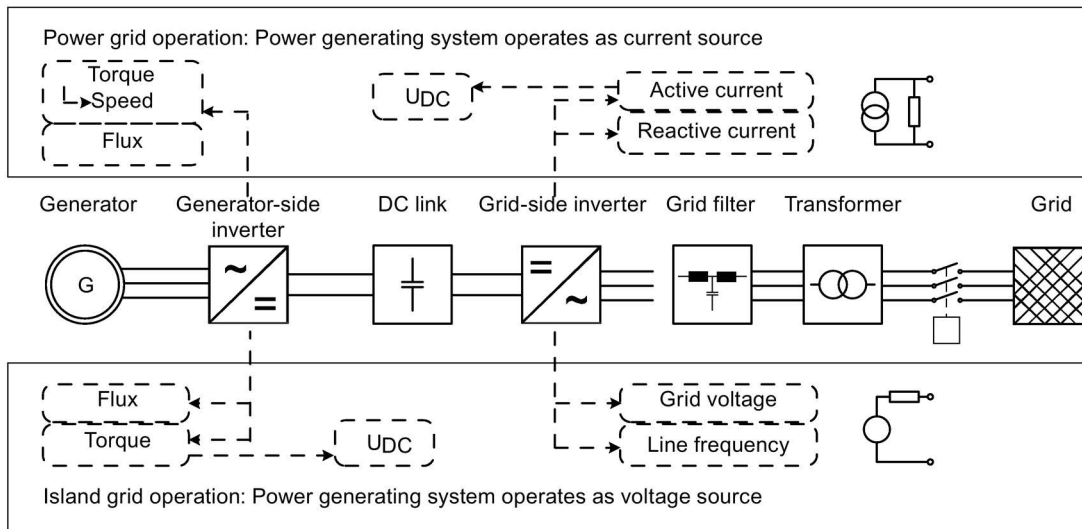 Power grid operation: Power generating system operates as current source
Torque
Speed
Flux
UDC
Active current
Reactive current
Generator
Generator-side
inverter
DC link
Grid-side inverter
Grid filter
Transformer
Grid
G
~
=
=
~
Flux
Torque
UDC
Grid voltage
Line frequency
Island grid operation: Power generating system operates as voltage source